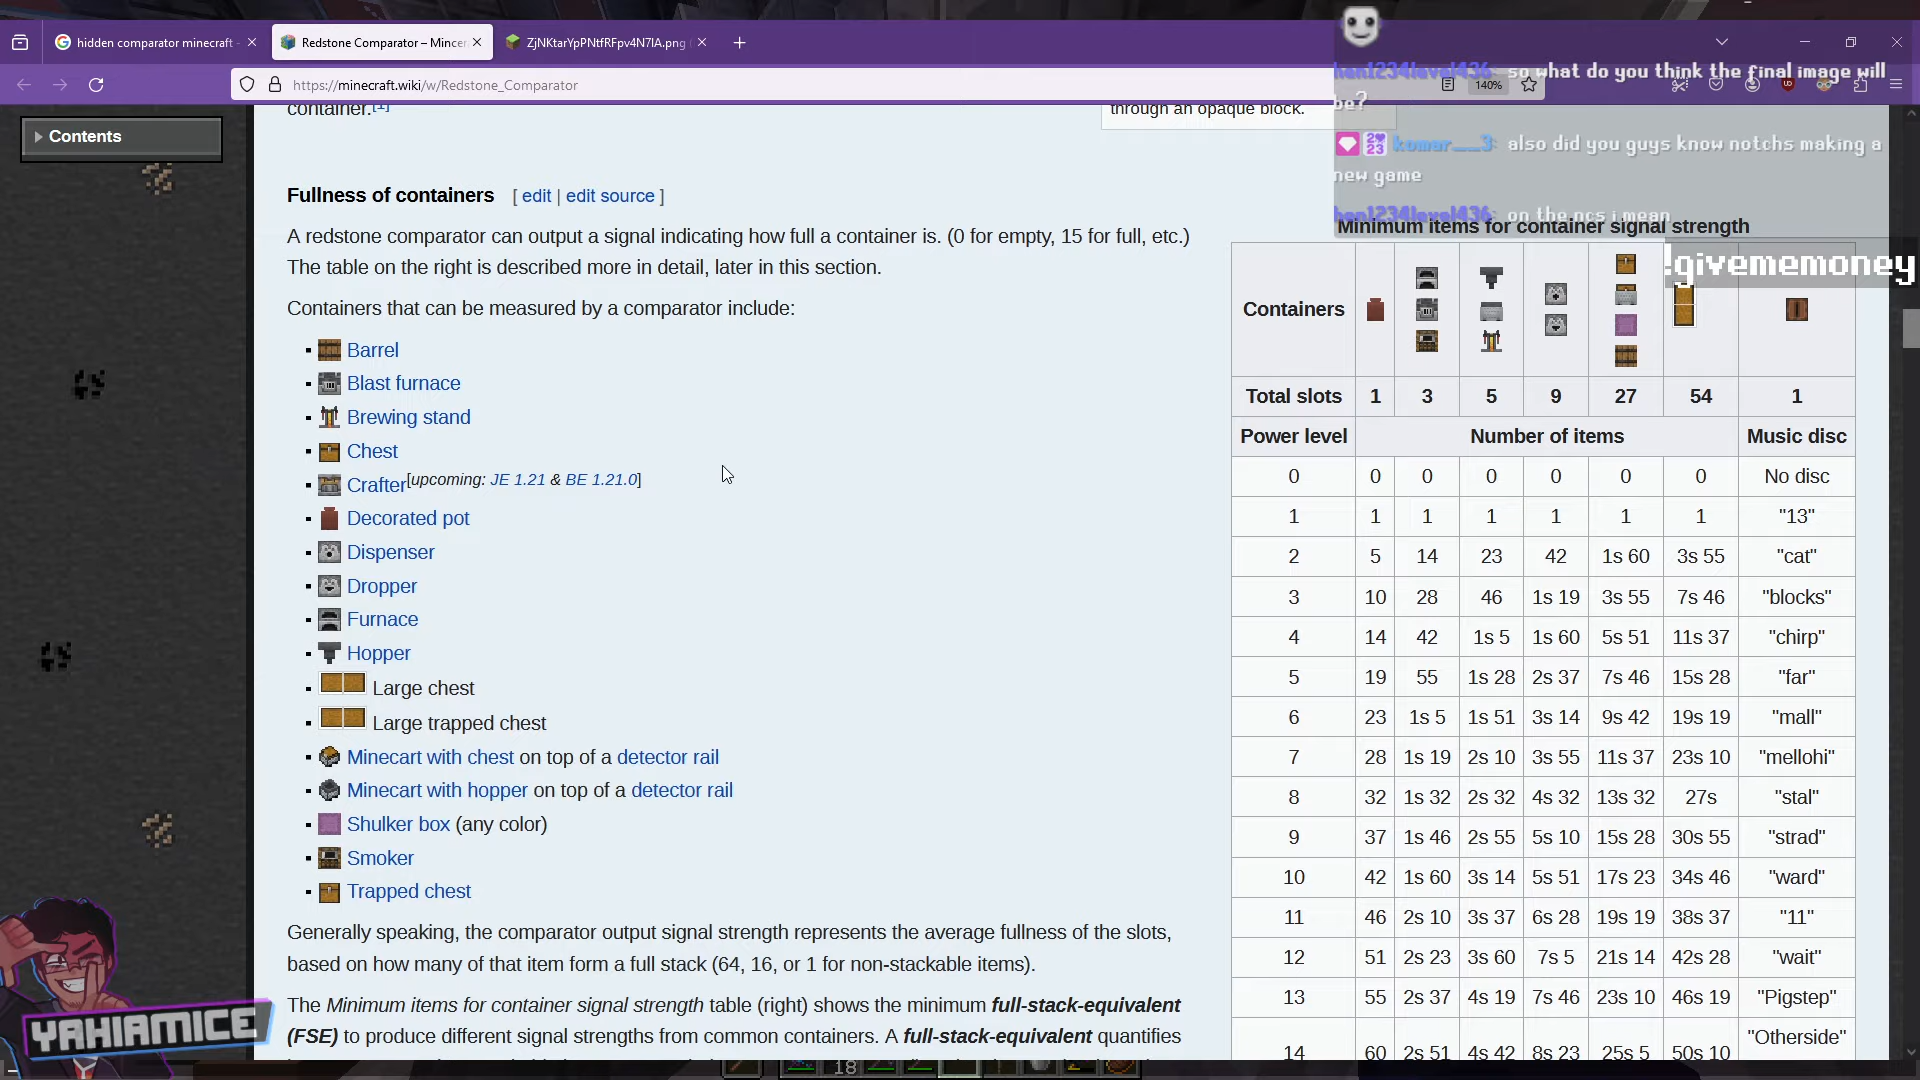 hidden comparator minecraft -
Redstone Comparator – Minecr
ZjNKtarYpPNtfRFpv4N7lA.png
https://minecraft.wiki/w/Redstone_Comparator
140%
hen1234level436: so what do you think the final image will
be?
komar__3: also did you guys know notchs making a
new game
hen1234level436: on the ncs i mean
!givememoney
Contents
container.[1]
through an opaque block.
Fullness of containers [ edit | edit source ]
A redstone comparator can output a signal indicating how full a container is. (0 for empty, 15 for full, etc.)
The table on the right is described more in detail, later in this section.
Containers that can be measured by a comparator include:
Barrel
Blast furnace
Brewing stand
Chest
Crafter[upcoming: JE 1.21 & BE 1.21.0]
Decorated pot
Dispenser
Dropper
Furnace
Hopper
Large chest
Large trapped chest
Minecart with chest on top of a detector rail
Minecart with hopper on top of a detector rail
Shulker box (any color)
Smoker
Trapped chest
Generally speaking, the comparator output signal strength represents the average fullness of the slots,
based on how many of that item form a full stack (64, 16, or 1 for non-stackable items).
The Minimum items for container signal strength table (right) shows the minimum full-stack-equivalent
(FSE) to produce different signal strengths from common containers. A full-stack-equivalent quantifies
Minimum items for container signal strength
Containers
Total slots 1 3 5 9 27 54 1
Power level Number of items Music disc
0 0 0 0 0 0 0 No disc
1 1 1 1 1 1 1 "13"
2 5 14 23 42 1s 60 3s 55 "cat"
3 10 28 46 1s 19 3s 55 7s 46 "blocks"
4 14 42 1s 5 1s 60 5s 51 11s 37 "chirp"
5 19 55 1s 28 2s 37 7s 46 15s 28 "far"
6 23 1s 5 1s 51 3s 14 9s 42 19s 19 "mall"
7 28 1s 19 2s 10 3s 55 11s 37 23s 10 "mellohi"
8 32 1s 32 2s 32 4s 32 13s 32 27s "stal"
9 37 1s 46 2s 55 5s 10 15s 28 30s 55 "strad"
10 42 1s 60 3s 14 5s 51 17s 23 34s 46 "ward"
11 46 2s 10 3s 37 6s 28 19s 19 38s 37 "11"
12 51 2s 23 3s 60 7s 5 21s 14 42s 28 "wait"
13 55 2s 37 4s 19 7s 46 23s 10 46s 19 "Pigstep"
14 60 2s 51 4s 42 8s 23 25s 5 50s 10 "Otherside"
YAHIAMICE
18